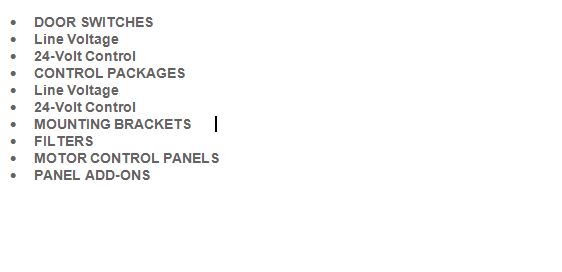 • DOOR SWITCHES
• Line Voltage
• 24-Volt Control
• CONTROL PACKAGES
• Line Voltage
• 24-Volt Control
• MOUNTING BRACKETS
• FILTERS
• MOTOR CONTROL PANELS
• PANEL ADD-ONS